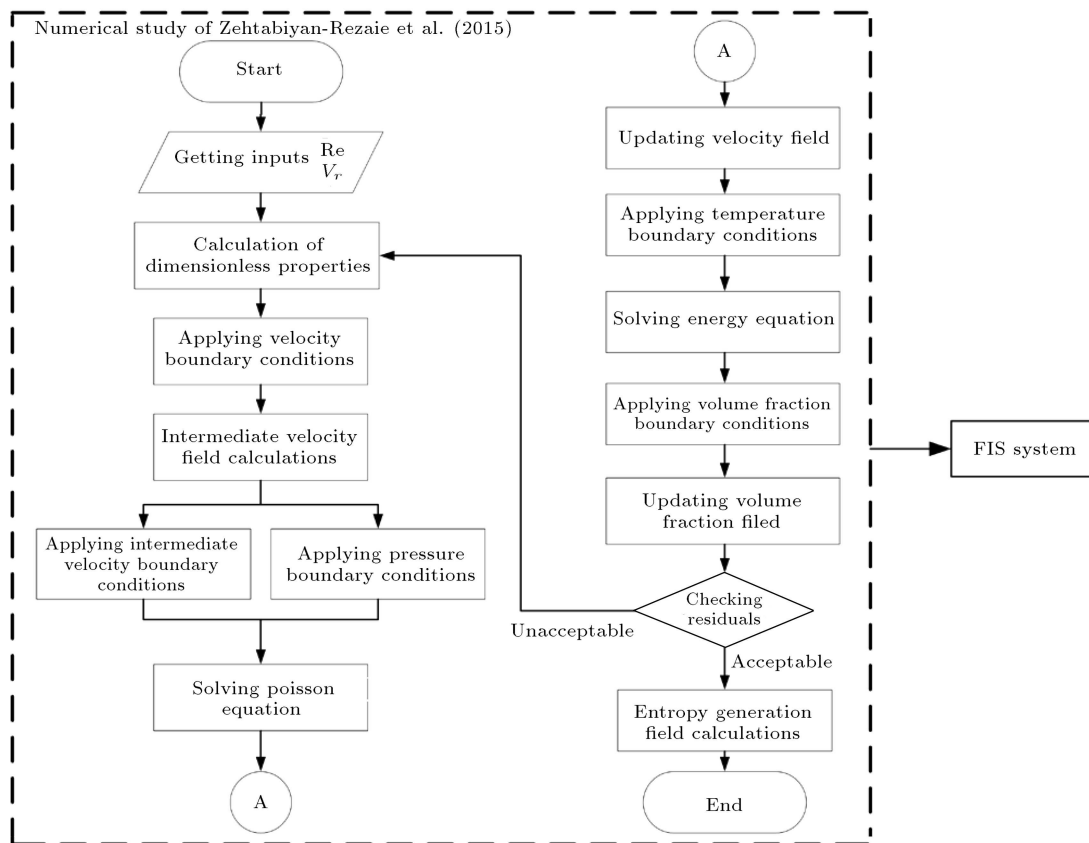 Numerical study of Zehtabiyan-Rezaie et al. (2015)
Start
Getting inputs Re
V_r
Calculation of
dimensionless properties
Applying velocity
boundary conditions
Intermediate velocity
field calculations
Applying intermediate
velocity boundary
conditions
Applying pressure
boundary conditions
Solving poisson
equation
A
A
Updating velocity field
Applying temperature
boundary conditions
Solving energy equation
Applying volume fraction
boundary conditions
Updating volume
fraction filed
Checking
residuals
Unacceptable
Acceptable
Entropy generation
field calculations
End
FIS system